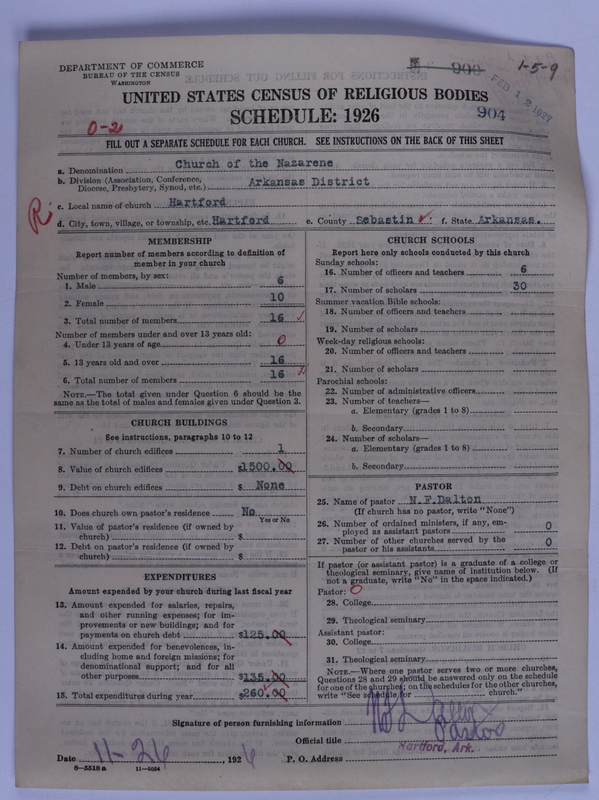 DEPARTMENT OF COMMERCE
BUREAU OF THE CENSUS
WASHINGTON
900
1-5-9
FEB 12 1927
UNITED STATES CENSUS OF RELIGIOUS BODIES
SCHEDULE: 1926
904
0-2
FILL OUT A SEPARATE SCHEDULE FOR EACH CHURCH. SEE INSTRUCTIONS ON THE BACK OF THIS SHEET
a. Denomination Church of the Nazarene
b. Division (Association, Conference, Diocese, Presbytery, Synod, etc.) Arkansas District
c. Local name of church Hartford
R
d. City, town, village, or township, etc. Hartford e. County Sebastin ✓ f. State Arkansas.
MEMBERSHIP
Report number of members according to definition of
member in your church
Number of members, by sex:
1. Male 6
2. Female 10
3. Total number of members 16 ✓
Number of members under and over 13 years old:
4. Under 13 years of age 0
5. 13 years old and over 16
6. Total number of members 16
NOTE.—The total given under Question 6 should be
same as the total of males and females given under Question 3.
CHURCH BUILDINGS
See instructions, paragraphs 10 to 12
7. Number of church edifices 1
8. Value of church edifices $1500.00
9. Debt on church edifices $ None
10. Does church own pastor's residence No
Yes or No
11. Value of pastor's residence (if owned by
church) $
12. Debt on pastor's residence (if owned by
church) $
EXPENDITURES
Amount expended by your church during last fiscal year
13. Amount expended for salaries, repairs,
and other running expenses; for im-
provements or new buildings; and for
payments on church debt $125.00
14. Amount expended for benevolences, in-
cluding home and foreign missions; for
denominational support; and for all
other purposes $135.00
15. Total expenditures during year $260.00
CHURCH SCHOOLS
Report here only schools conducted by this church
Sunday schools:
16. Number of officers and teachers 6
17. Number of scholars 30
Summer vacation Bible schools:
18. Number of officers and teachers
19. Number of scholars
Week-day religious schools:
20. Number of officers and teachers
21. Number of scholars
Parochial schools:
22. Number of administrative officers
23. Number of teachers—
a. Elementary (grades 1 to 8)
b. Secondary
24. Number of scholars—
a. Elementary (grades 1 to 8)
b. Secondary
PASTOR
25. Name of pastor N.F.Dalton
(If church has no pastor, write "None")
26. Number of ordained ministers, if any, em-
ployed as assistant pastors 0
27. Number of other churches served by the
pastor or his assistants 0
If pastor (or assistant pastor) is a graduate of a college or
theological seminary, give name of institution below. (If
not a graduate, write "No" in the space indicated.)
Pastor: 0
28. College
29. Theological seminary
Assistant pastor:
30. College
31. Theological seminary
NOTE.—Where one pastor serves two or more churches,
Questions 28 and 29 should be answered only on the schedule
for one of the churches; on the schedules for the other churches,
write "See schedule for church."
Signature of person furnishing information
Official title Pastor
Date 11-26, 1926 P. O. Address Hartford, Ark.
8-5518 a 11-4034